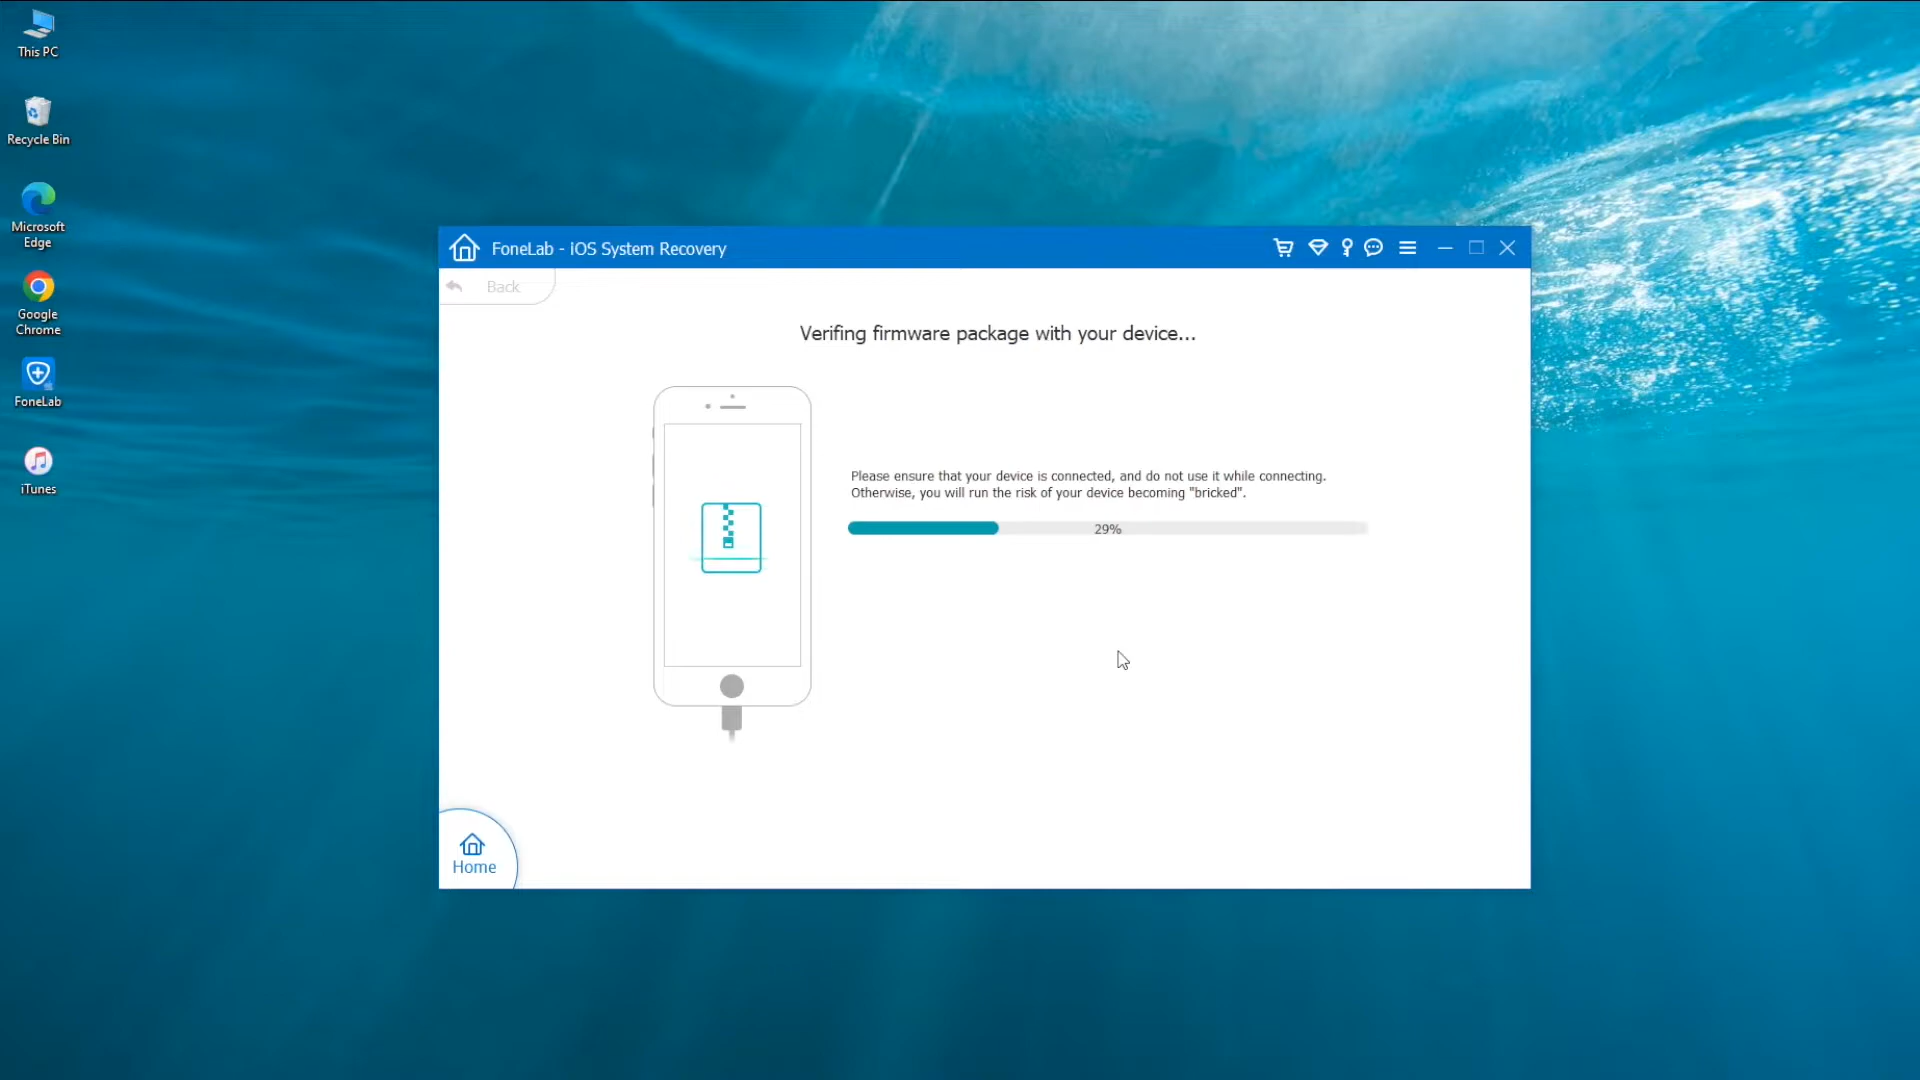 This PC
Recycle Bin
Microsoft
Edge
Google
Chrome
FoneLab
iTunes
FoneLab - iOS System Recovery
Back
Verifing firmware package with your device...
Please ensure that your device is connected, and do not use it while connecting.
Otherwise, you will run the risk of your device becoming "bricked".
29%
Home